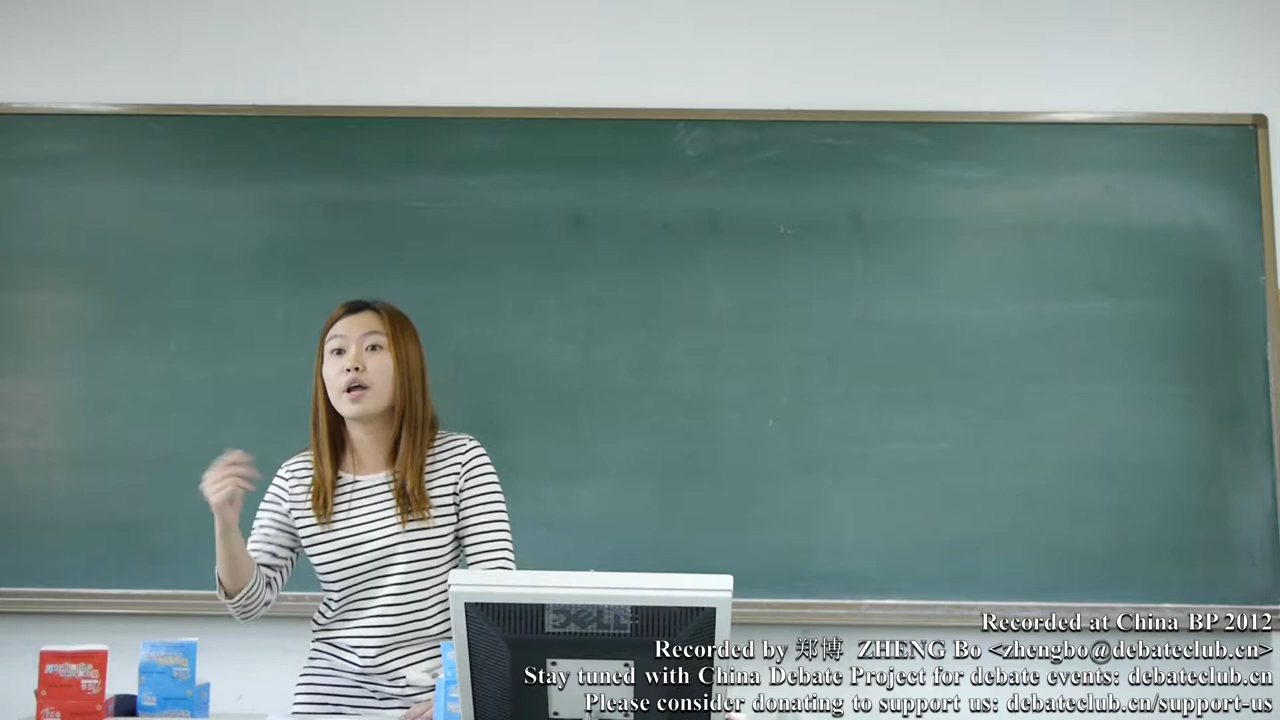 Recorded at China BP 2012
Recorded by 郑博 ZHENG Bo <zhengbo@debateclub.cn>
Stay tuned with China Debate Project for debate events: debateclub.cn
Please consider donating to support us: debateclub.cn/support-us